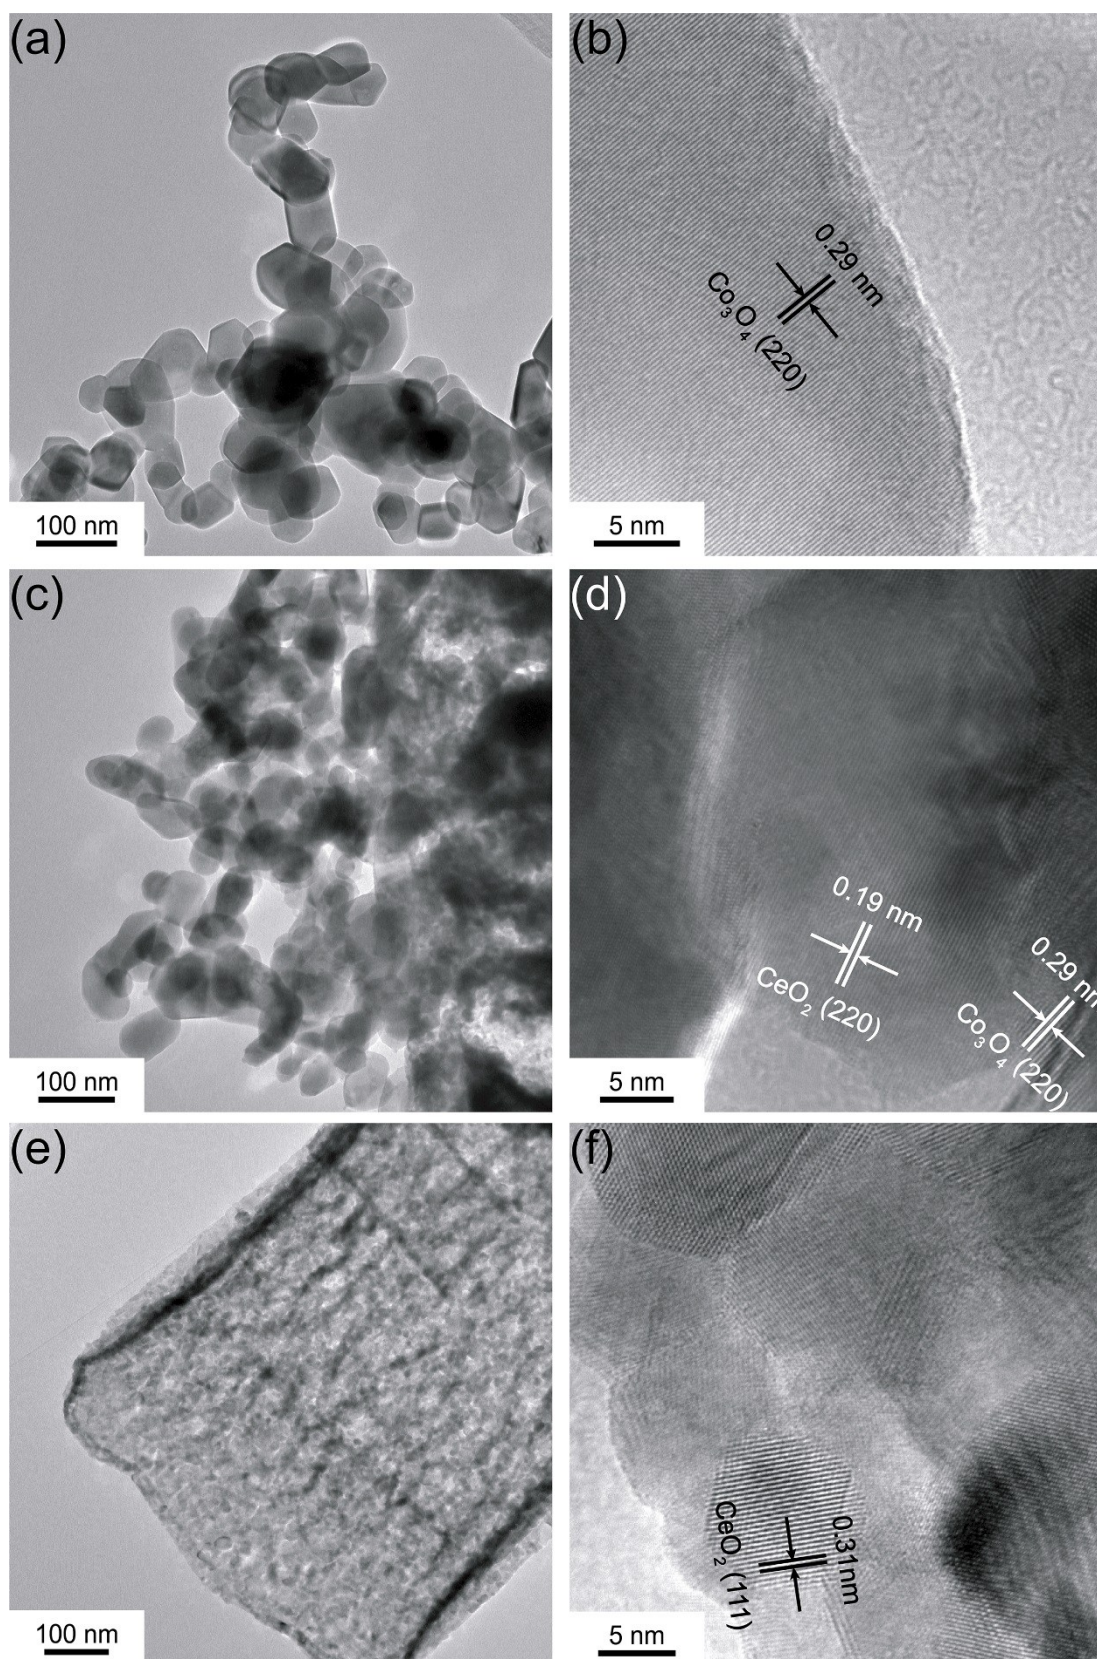 (a)
100 nm
(b)
0.29 nm
Co₃O₄ (220)
5 nm
(c)
100 nm
(d)
0.19 nm
CeO₂ (220)
0.29 nm
Co₃O₄ (220)
5 nm
(e)
100 nm
(f)
0.31nm
CeO₂ (111)
5 nm